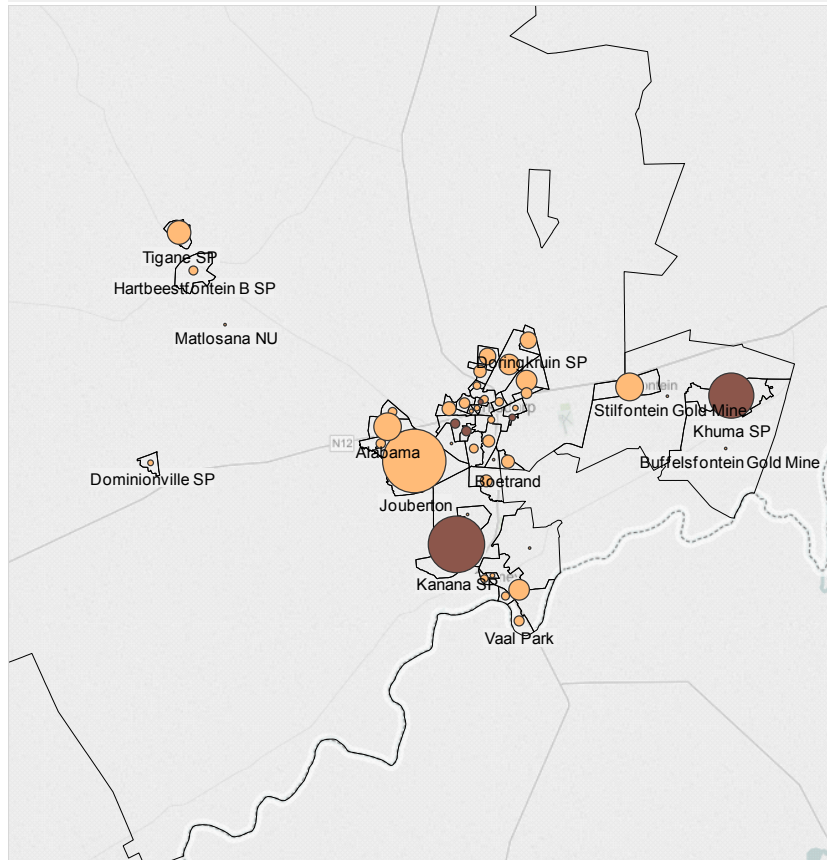 Tigane SP
Hartbeestfontein B SP
Matlosana NU
Doringkruin SP
Stilfontein Gold Mine
Khuma SP
N12
Alabama
Buffelsfontein Gold Mine
Dominionville SP
Boetrand
Jouberton
Kanana SP
Vaal Park